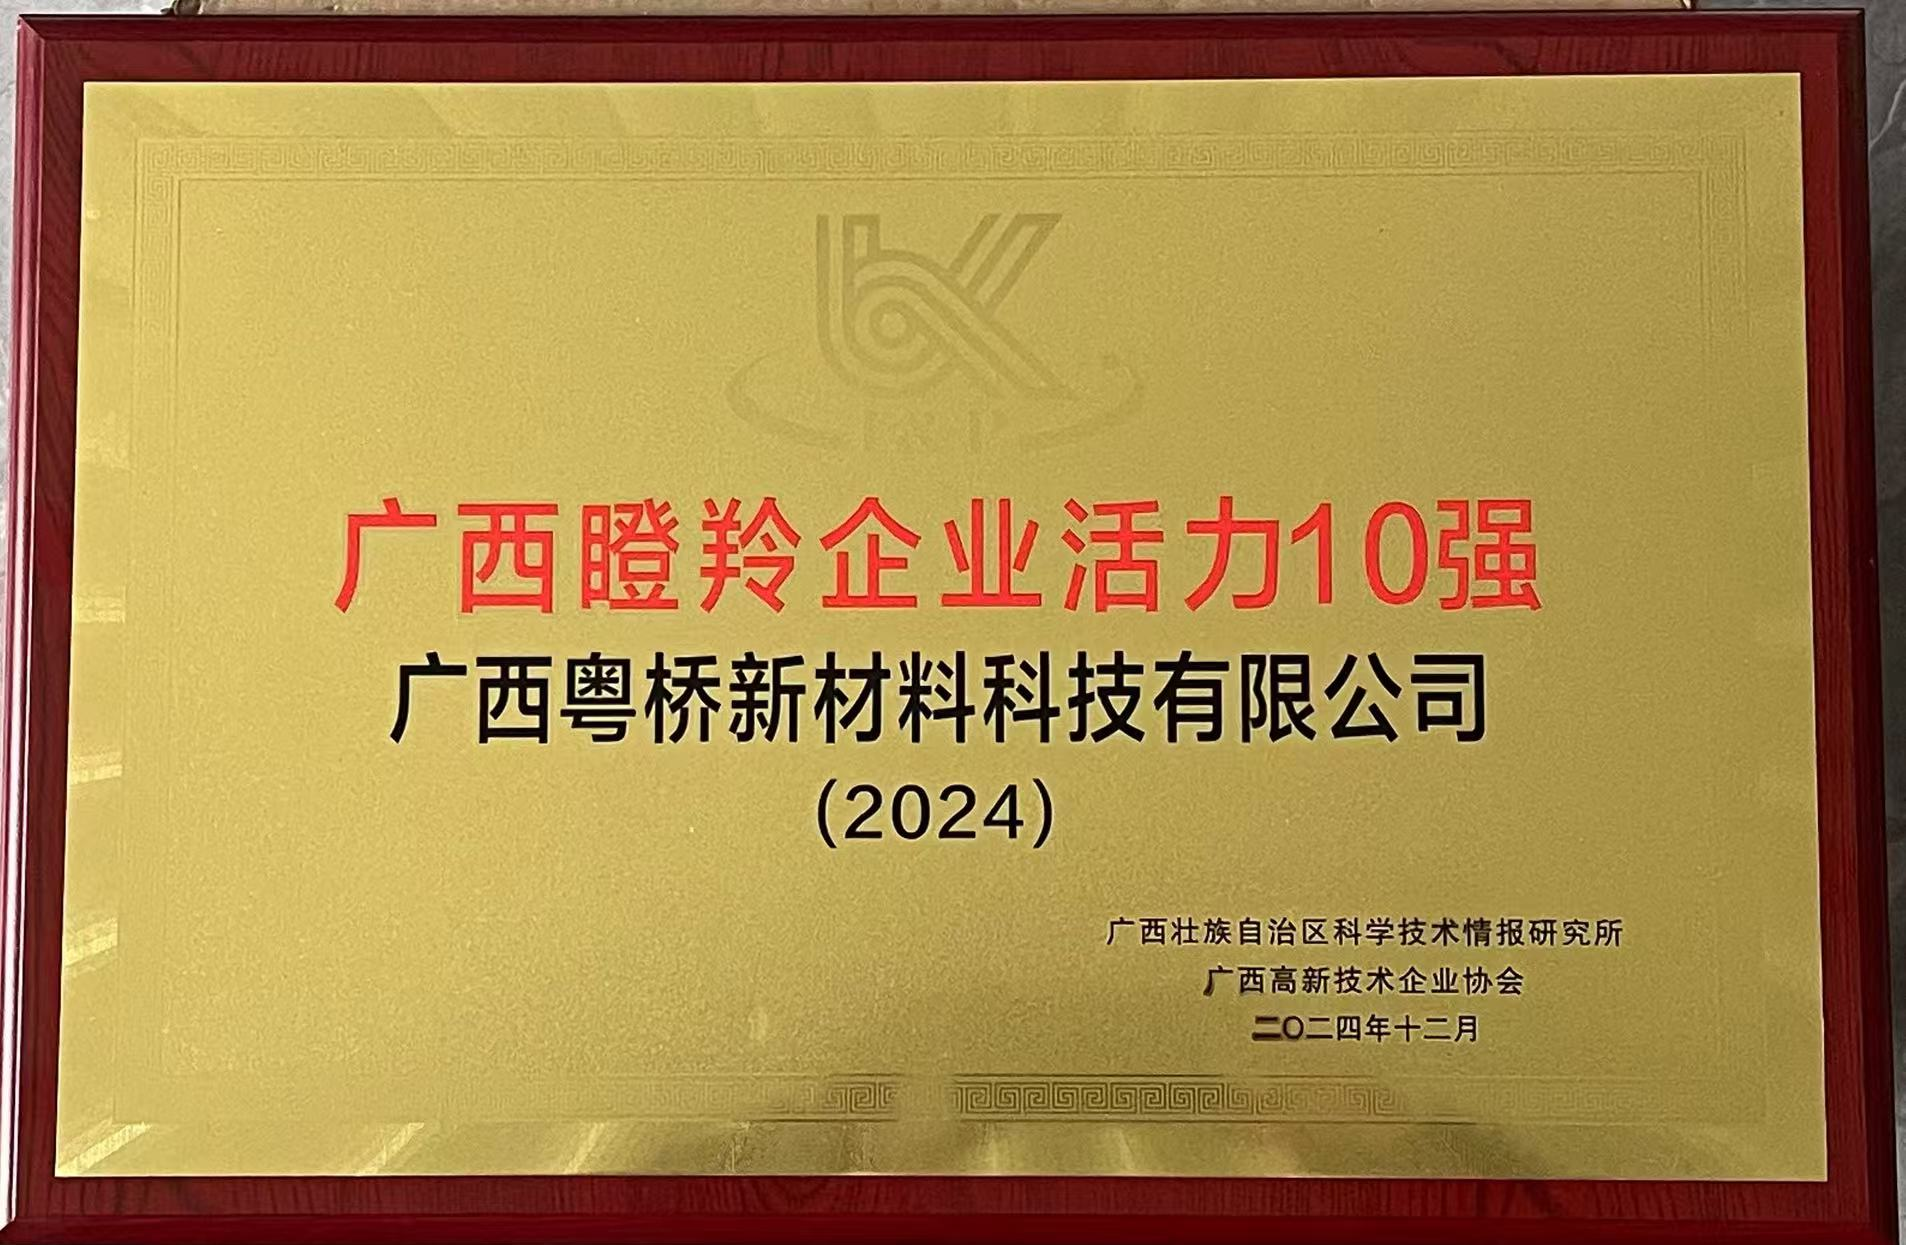 广西瞪羚企业活力10强
广西粤桥新材料科技有限公司
(2024)
广西壮族自治区科学技术情报研究所
广西高新技术企业协会
二〇二四年十二月